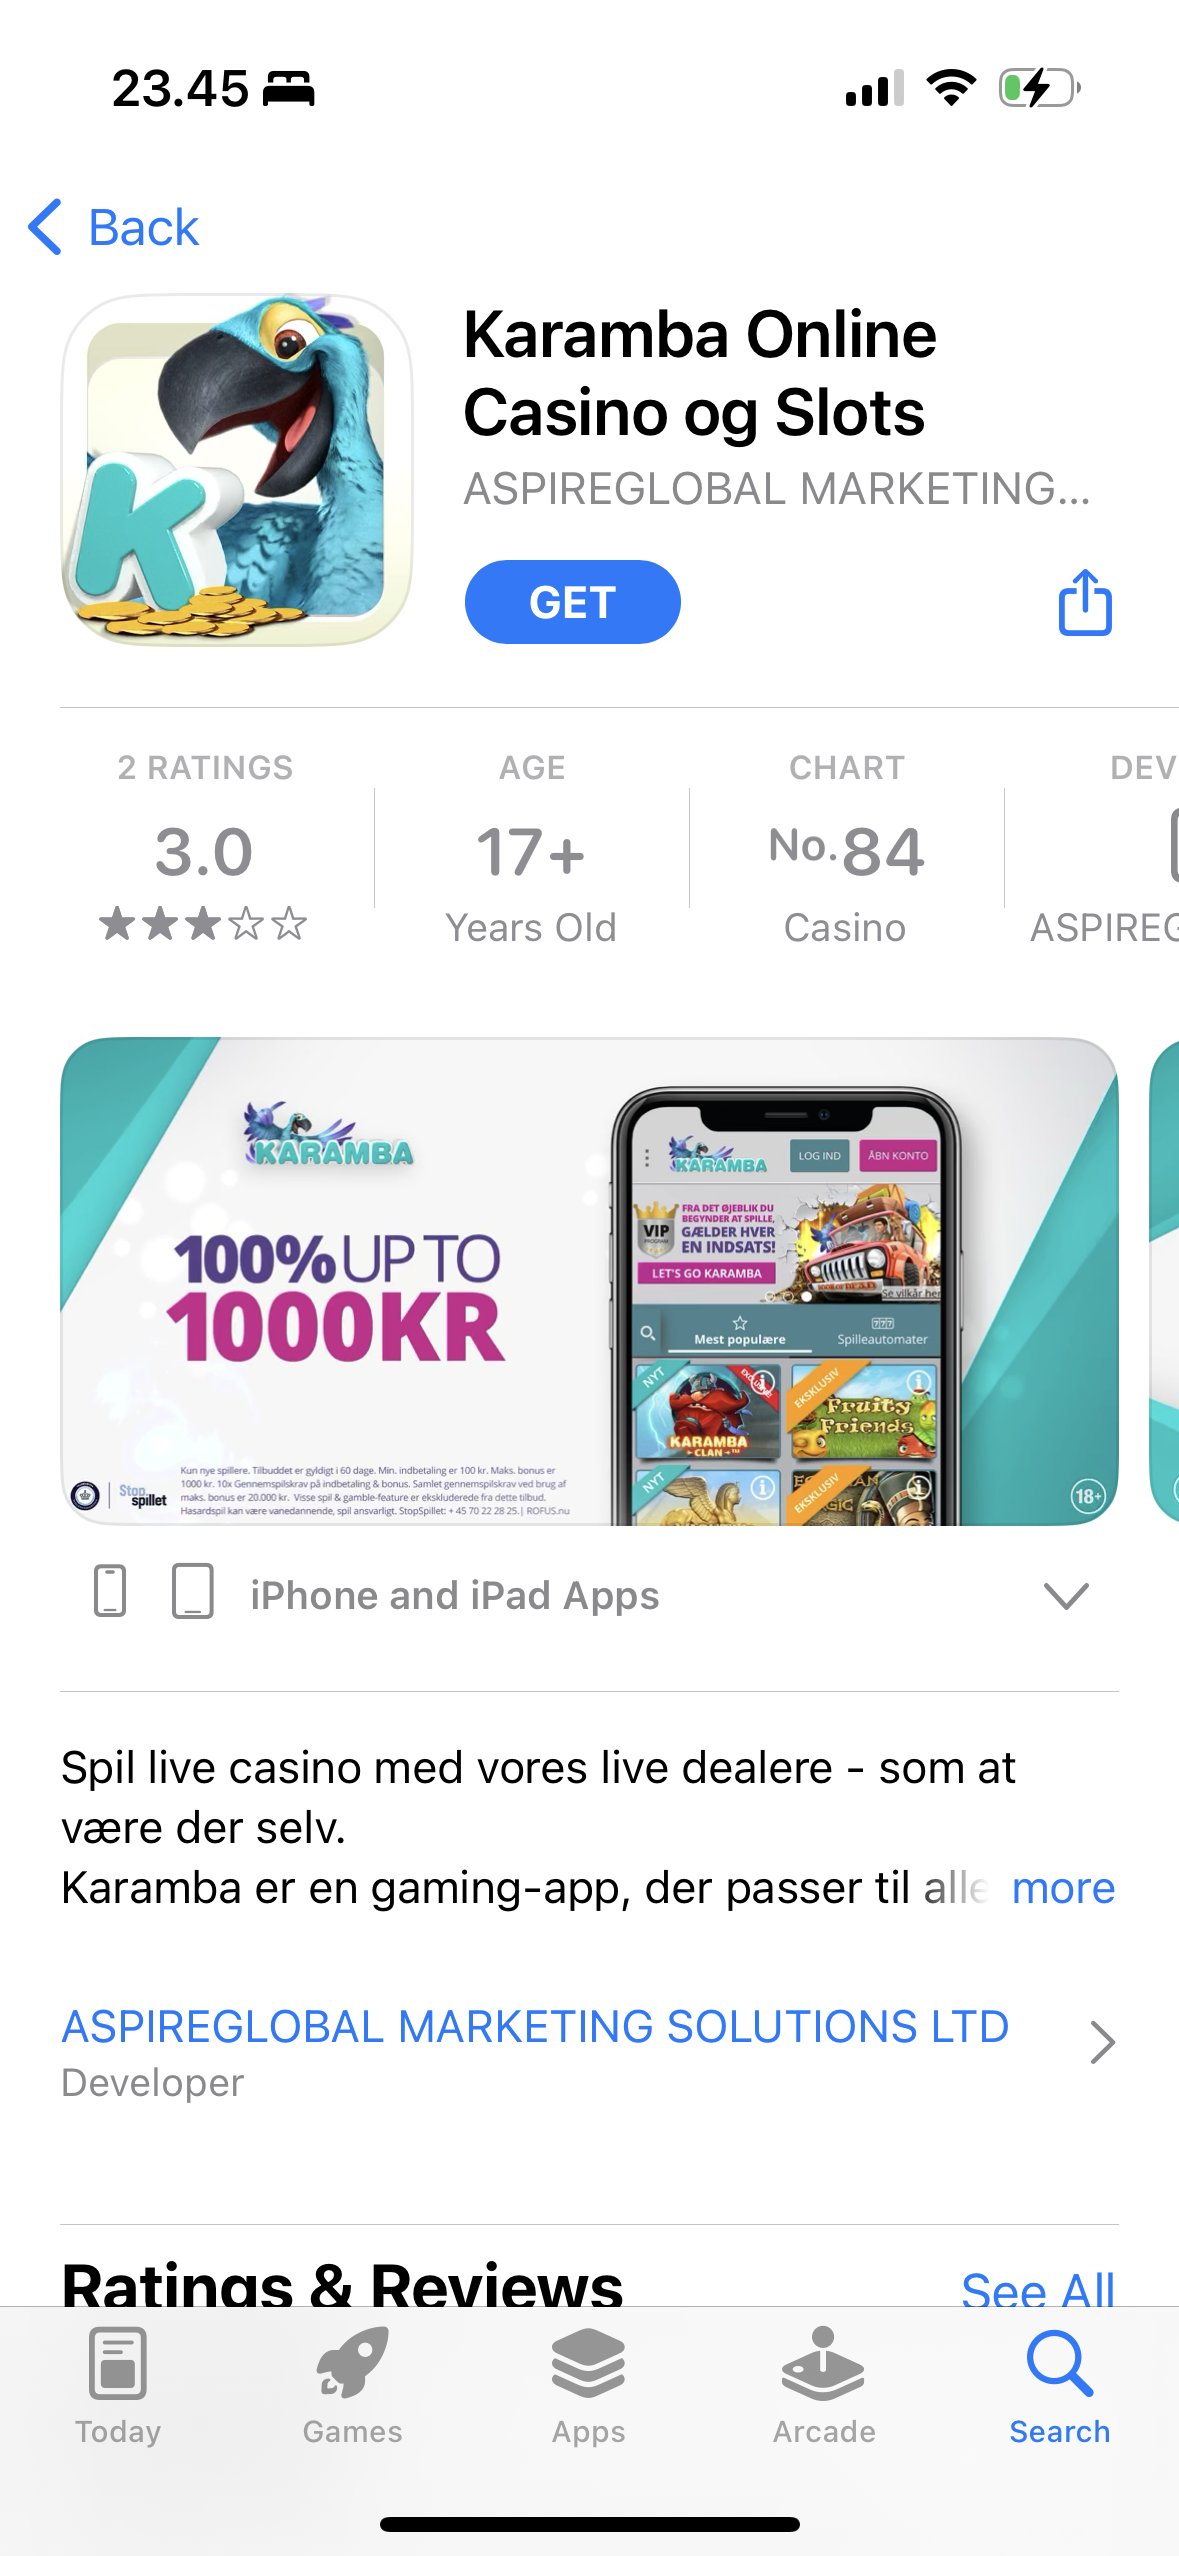 23.45
Back
Karamba Online
Casino og Slots
ASPIREGLOBAL MARKETING...
GET
2 RATINGS
3.0
AGE
17+
Years Old
CHART
No.84
Casino
DEV
ASPIREG
KARAMBA
100% UP TO
1000KR
Stop
spillet
Kun nye spillere. Tilbuddet er gyldigt i 60 dage. Min. indbetaling er 100 kr. Maks. bonus er
1000 kr. 10x Gennemspilskrav på indbetaling & bonus. Samlet gennemspilskrav ved brug af
maks. bonus er 20.000 kr. Visse spil & gamble-feature er ekskluderede fra dette tilbud.
Hasardspil kan være vanedannende, spil ansvarligt. StopSpillet: + 45 70 22 28 25.| ROFUS.nu
KARAMBA
LOG IND
ÅBN KONTO
VIP
PROGRAM
FRA DET ØJEBLIK DU
BEGYNDER AT SPILLE,
GÆLDER HVER
EN INDSATS!
LET'S GO KARAMBA
Se vilkår her
Mest populære
777
Spilleautomater
NYT
KARAMBA
CLAN™
EKSKLUSIV
Fruity
Friends
NYT
EKSKLUSIV
18+
iPhone and iPad Apps
Spil live casino med vores live dealere - som at
være der selv.
Karamba er en gaming-app, der passer til alle more
ASPIREGLOBAL MARKETING SOLUTIONS LTD
Developer
Ratings & Reviews
See All
Today
Games
Apps
Arcade
Search